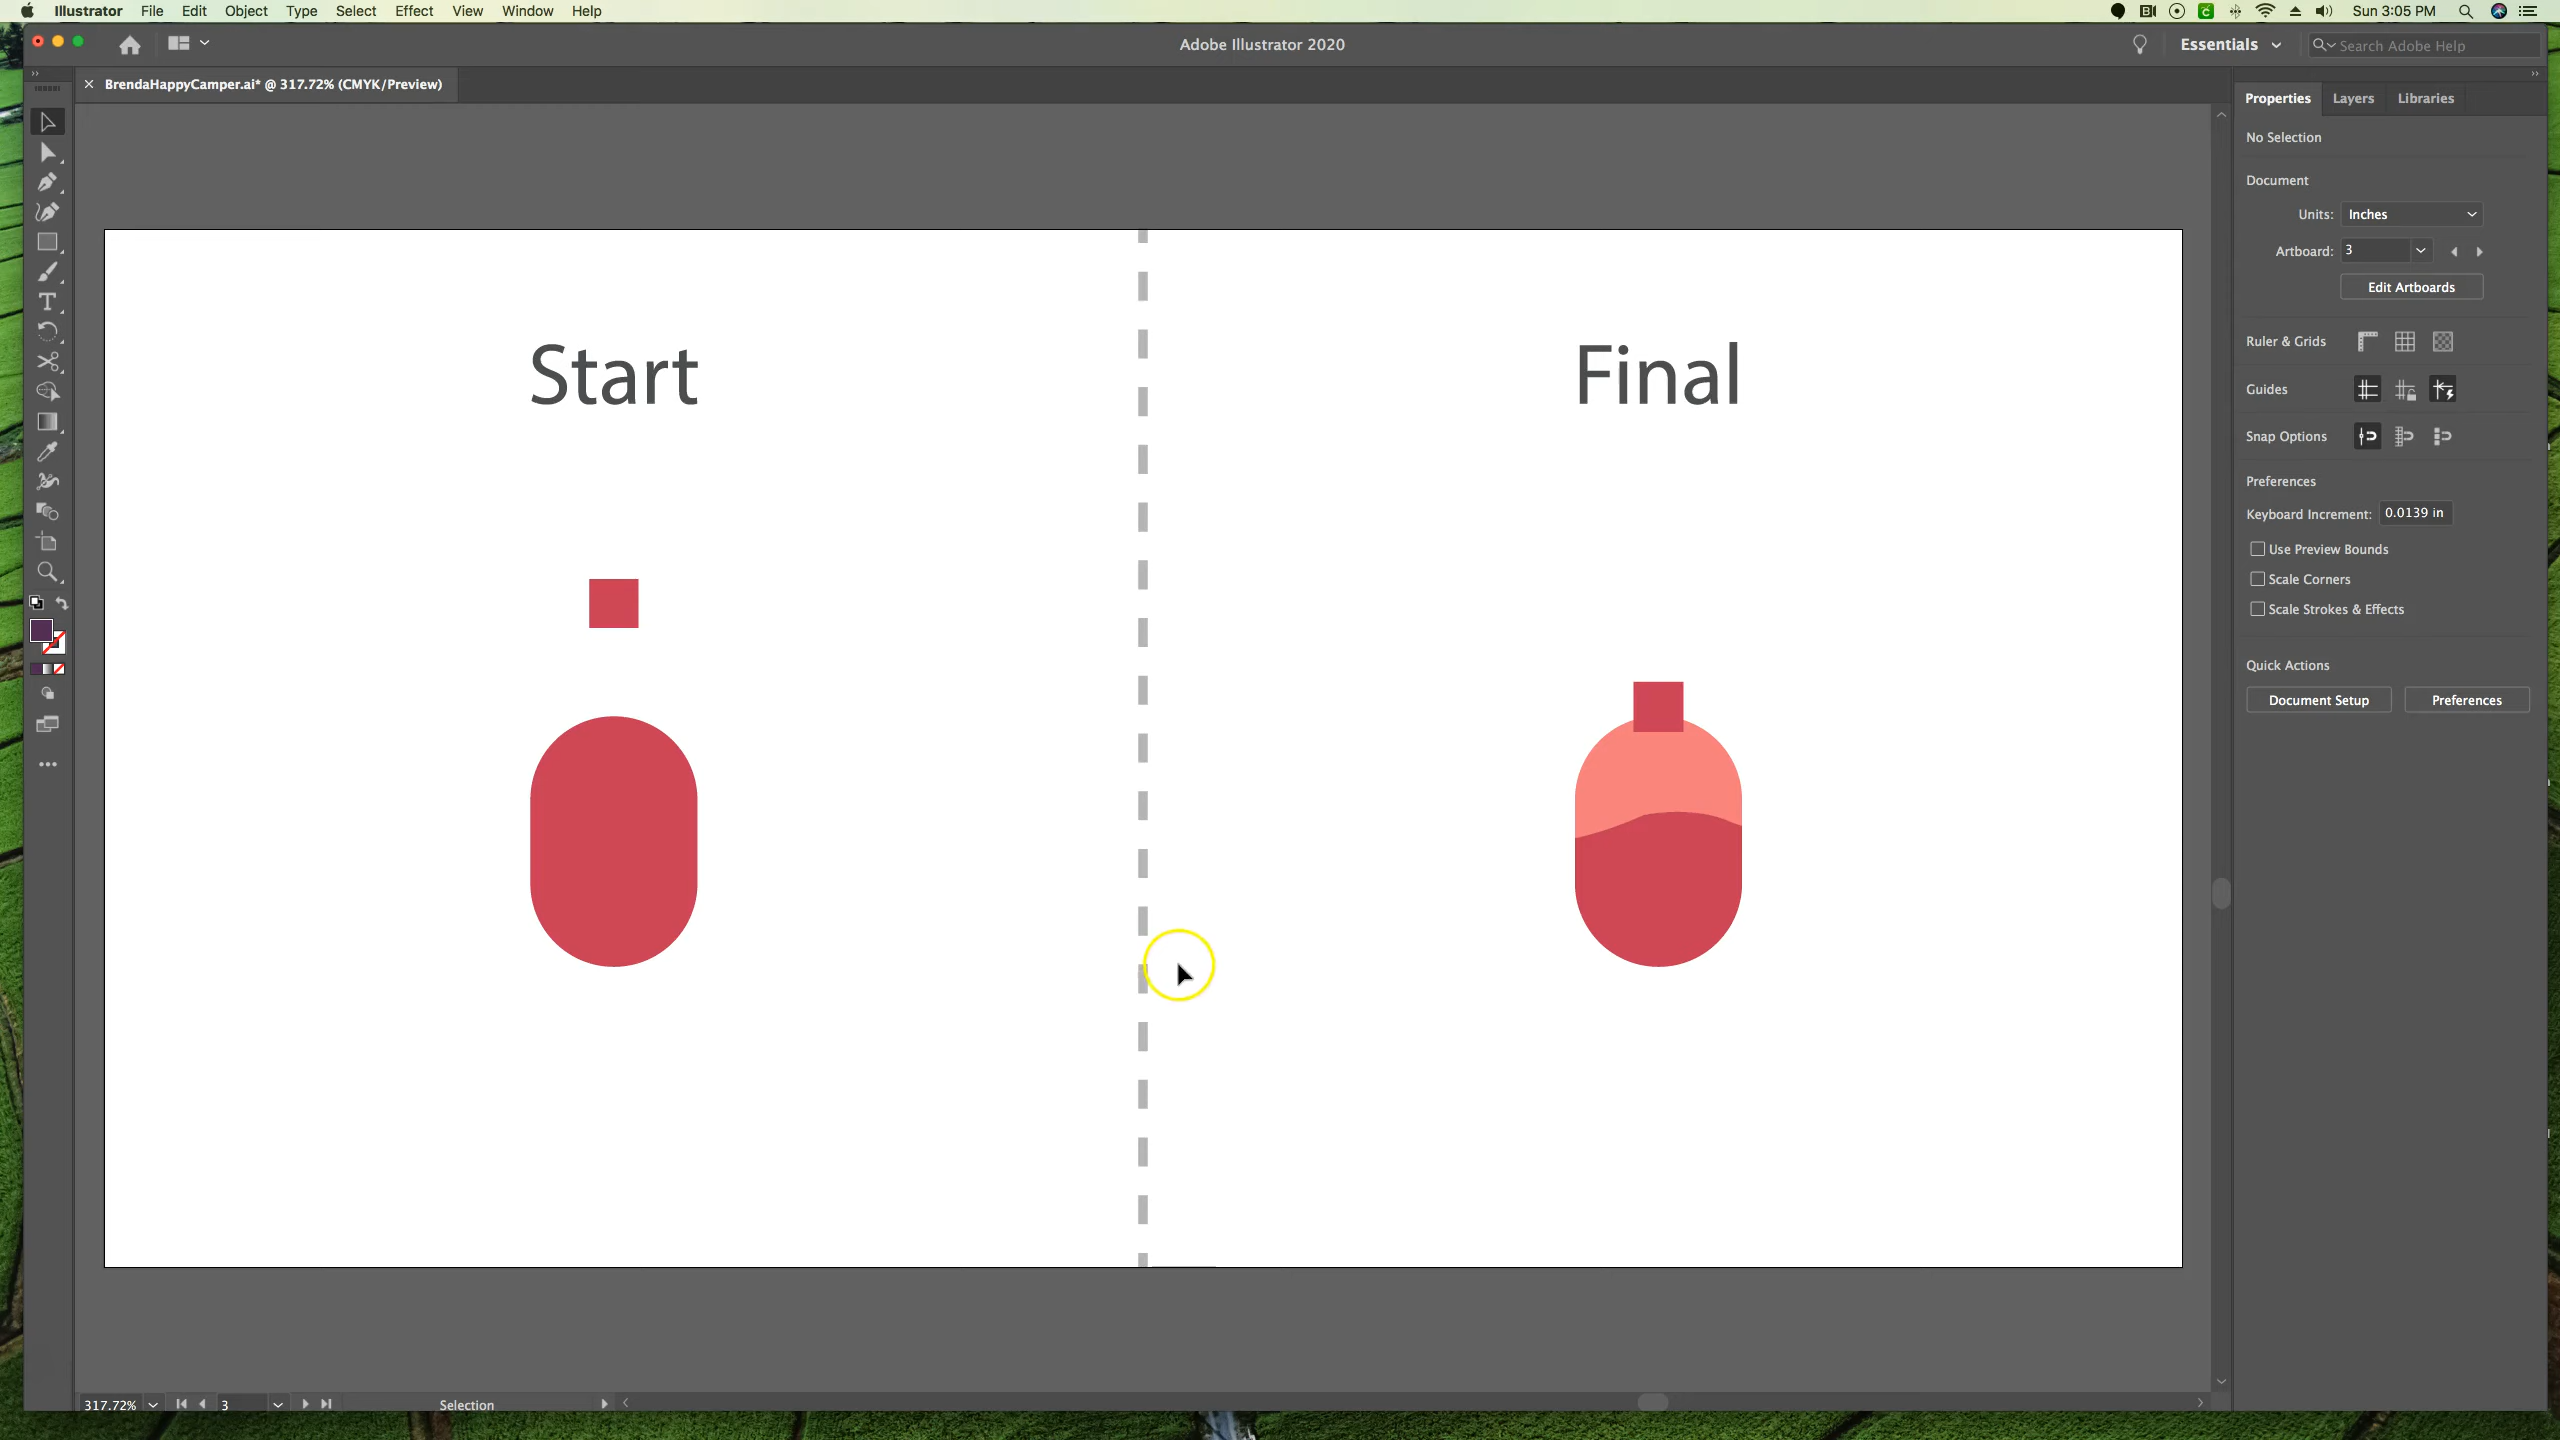 Illustrator File Edit Object Type Select Effect View Window Help
Sun 3:05 PM
Adobe Illustrator 2020
Essentials
Search Adobe Help
BrendaHappyCamper.ai* @ 317.72% (CMYK/Preview)
Properties Layers Libraries
No Selection
Document
Units: Inches
Artboard: 3
Edit Artboards
Ruler & Grids
Guides
Snap Options
Preferences
Keyboard Increment: 0.0139 in
Use Preview Bounds
Scale Corners
Scale Strokes & Effects
Quick Actions
Document Setup Preferences
Start
Final
317.72% 3 Selection